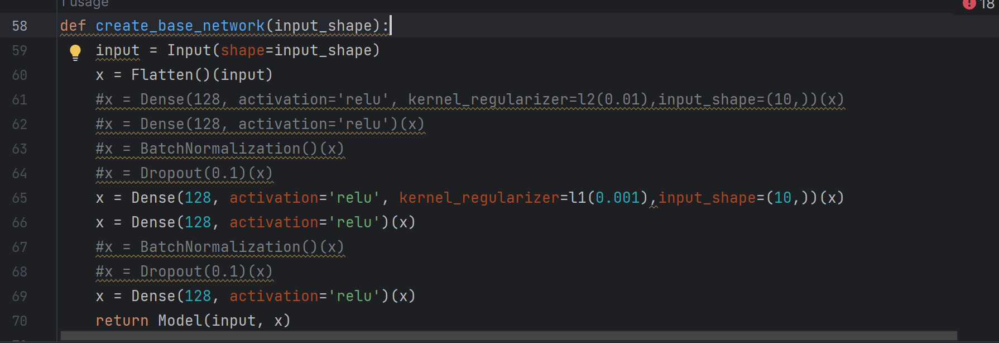 1 usage
18
58 def create_base_network(input_shape):
59 input = Input(shape=input_shape)
60 x = Flatten()(input)
61 #x = Dense(128, activation='relu', kernel_regularizer=l2(0.01),input_shape=(10,))(x)
62 #x = Dense(128, activation='relu')(x)
63 #x = BatchNormalization()(x)
64 #x = Dropout(0.1)(x)
65 x = Dense(128, activation='relu', kernel_regularizer=l1(0.001),input_shape=(10,))(x)
66 x = Dense(128, activation='relu')(x)
67 #x = BatchNormalization()(x)
68 #x = Dropout(0.1)(x)
69 x = Dense(128, activation='relu')(x)
70 return Model(input, x)